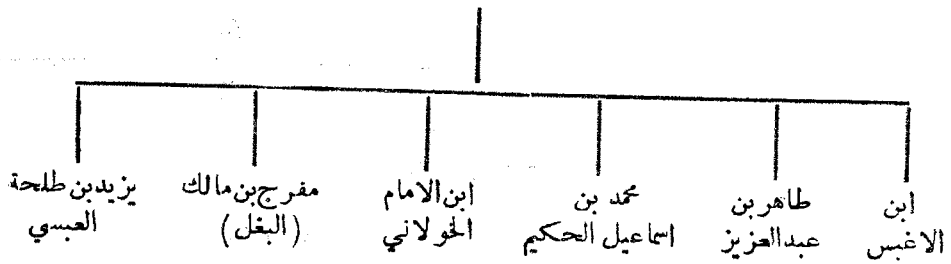 ابن
الاغبس
طاهر بن
عبدالعزيز
محمد بن
اسماعيل الحكيم
ابن الامام
الخولاني
مفرج بن مالك
(البغل)
يزيد بن طلحة
العبسي